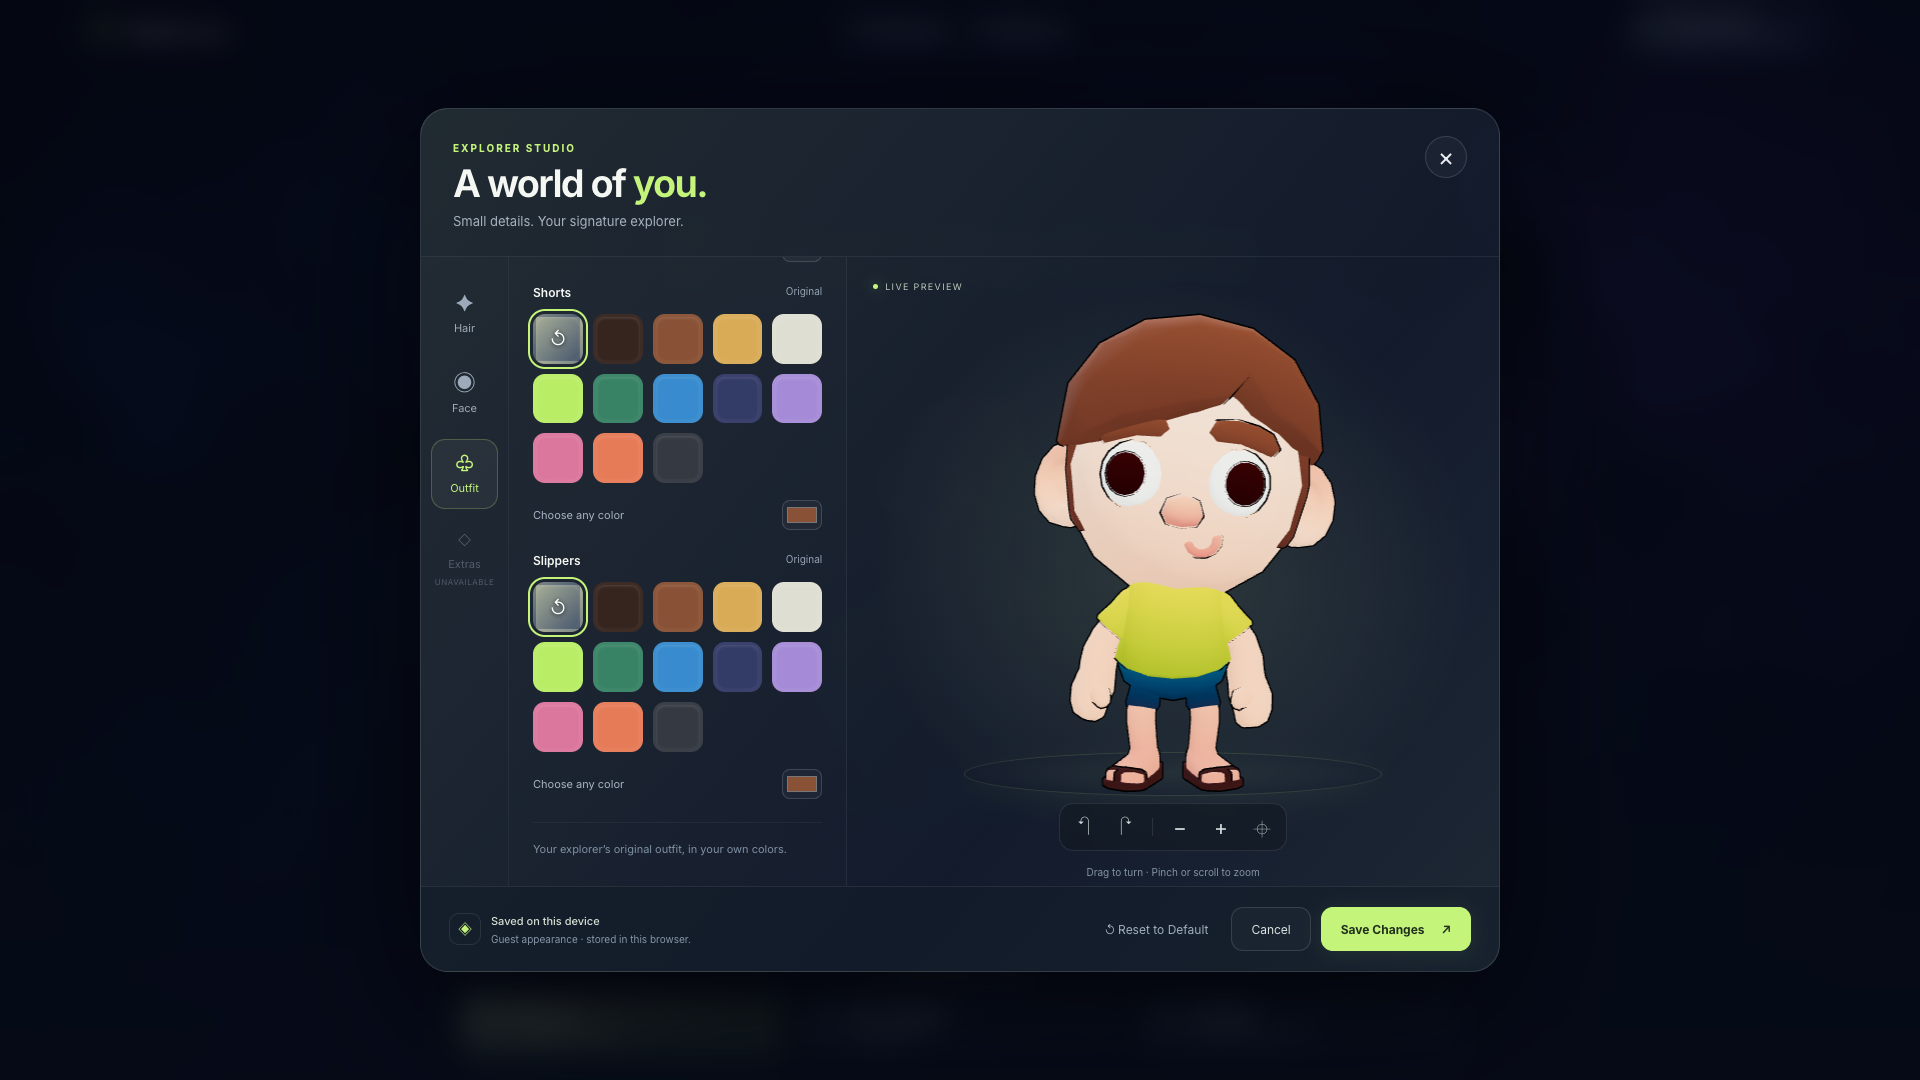 EXPLORER STUDIO
A world of you.
Small details. Your signature explorer.
Hair
Face
Outfit
Extras
UNAVAILABLE
Shorts
Original
Choose any color
Slippers
Original
Choose any color
Your explorer’s original outfit, in your own colors.
LIVE PREVIEW
Drag to turn · Pinch or scroll to zoom
Saved on this device
Guest appearance · stored in this browser.
Reset to Default
Cancel
Save Changes